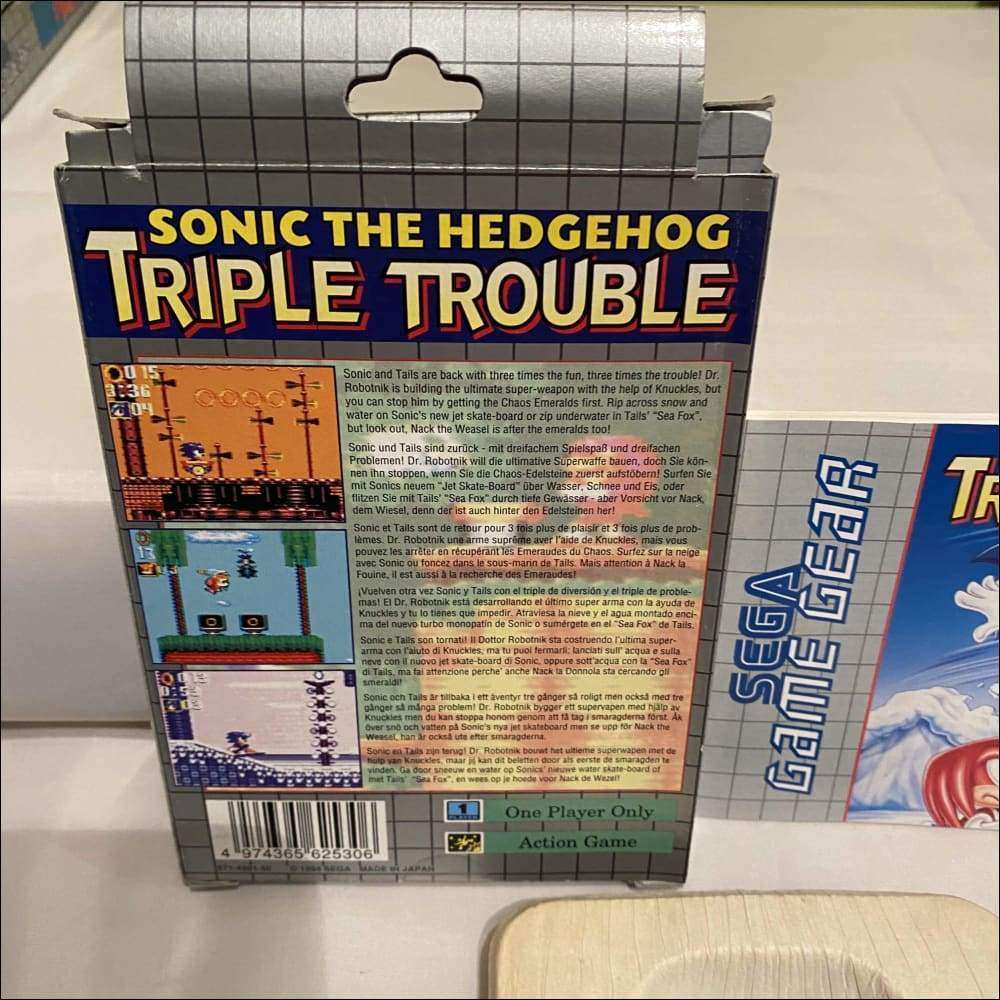 SONIC THE HEDGEHOG
TRIPLE TROUBLE
Sonic and Tails are back with three times the fun, three times the trouble! Dr.
Robotnik is building the ultimate super-weapon with the help of Knuckles, but
you can stop him by getting the Chaos Emeralds first. Rip across snow and
water on Sonic's new jet skate-board or zip underwater in Tails' "Sea Fox",
but look out, Nack the Weasel is after the emeralds too!
Sonic und Tails sind zurück - mit dreifachem Spielspaß und dreifachen
Problemen! Dr. Robotnik will die ultimative Superwaffe bauen, doch Sie kön-
nen ihn stoppen, wenn Sie die Chaos-Edelsteine zuerst aufstöbern! Surfen Sie
mit Sonics neuem "Jet Skate-Board" über Wasser, Schnee und Eis, oder
flitzen Sie mit Tails' "Sea Fox" durch tiefe Gewässer - aber Vorsicht vor Nack,
dem Wiesel, denn der ist auch hinter den Edelsteinen her!
Sonic et Tails sont de retour pour 3 fois plus de plaisir et 3 fois plus de prob-
lèmes. Dr. Robotnik une arme suprême aver l'aide de Knuckles, mais vous
pouvez les arrêter en récupérant les Emeraudes du Chaos. Surfez sur la neige
avec Sonic ou foncez dans le sous-marin de Tails. Mais attention à Nack la
Fouine, il est aussi à la recherche des Emeraudes!
¡Vuelven otra vez Sonic y Tails con el triple de diversión y el triple de proble-
mas! El Dr. Robotnik está desarrollando el último super arma con la ayuda de
Knuckles y tu lo tienes que impedir. Atraviesa la nieve y el agua montado enci-
ma del nuevo turbo monopatín de Sonic o sumérgete en el "Sea Fox" de Tails.
Sonic e Tails son tornati! Il Dottor Robotnik sta costruendo l'ultima super-
arma con l'aiuto di Knuckles, ma tu puoi fermarli: lanciati sull' acqua e sulla
neve con il nuovo jet skate-board di Sonic, oppure sott'acqua con la "Sea Fox"
di Tails, ma fai attenzione perche' anche Nack la Donnola sta cercando gli
smeraldi!
Sonic och Tails är tillbaka i ett äventyr tre gånger så roligt men också med tre
gånger så många problem! Dr. Robotnik bygger ett supervapen med hjälp av
Knuckles men du kan stoppa honom genom att få tag i smaragderna först. Åk
över snö och vatten på Sonic's nya jet skateboard men se upp för Nack the
Weasel, han är också ute efter smaragderna.
Sonic en Tails zijn terug! Dr. Robotnik bouwt het ultieme superwapen met de
hulp van Knuckles, maar jij kan dit beletten door als eerste de smaragden te
vinden. Ga door sneeuw en water op Sonics' nieuwe water skate-board of
met Tails' "Sea Fox", en wees op je hoede voor Nack de Wezel!
1
PLAYER
One Player Only
Action Game
4 974365 625306
© 1994 SEGA MADE IN JAPAN
SEGA
GAME GEAR
TR